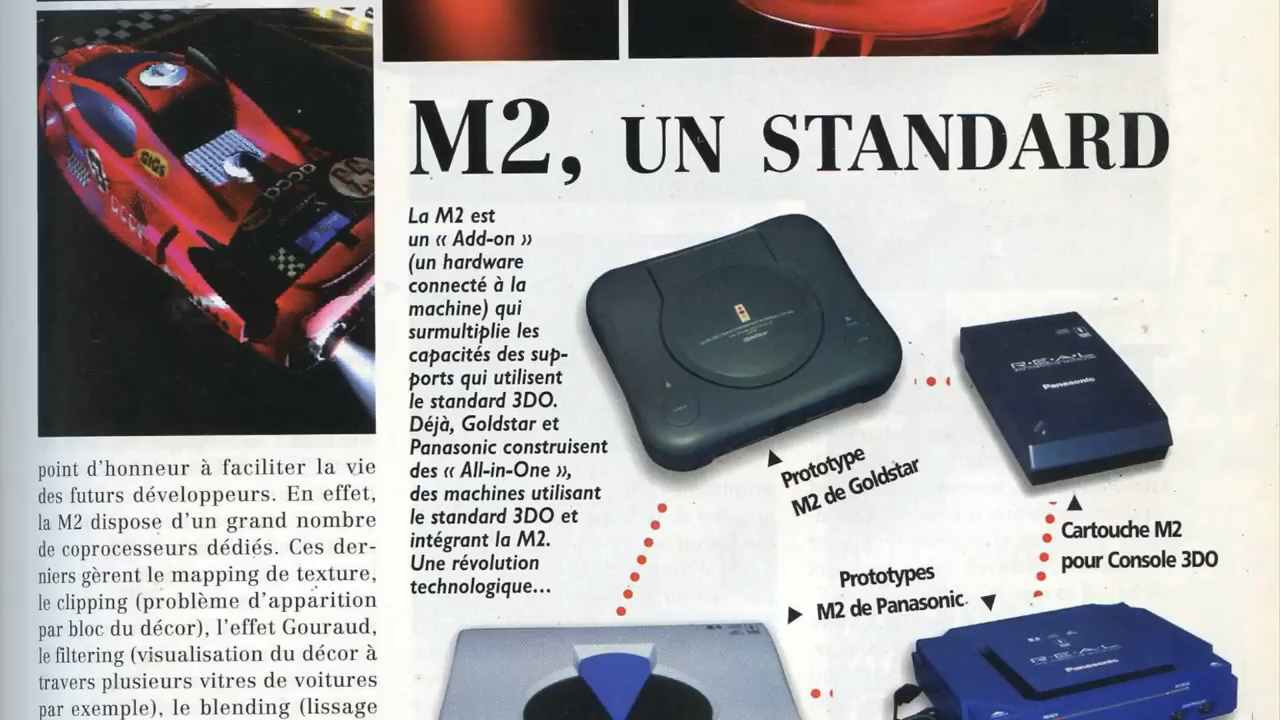 M2, UN STANDARD
La M2 est
un « Add-on »
(un hardware
connecté à la
machine) qui
surmultiplie les
capacités des sup-
ports qui utilisent
le standard 3DO.
Déjà, Goldstar et
Panasonic construisent
des « All-in-One »,
des machines utilisant
le standard 3DO et
intégrant la M2.
Une révolution
technologique...
point d'honneur à faciliter la vie
des futurs développeurs. En effet,
la M2 dispose d'un grand nombre
de coprocesseurs dédiés. Ces der-
niers gèrent le mapping de texture,
le clipping (problème d'apparition
par bloc du décor), l'effet Gouraud,
le filtering (visualisation du décor à
travers plusieurs vitres de voitures
par exemple), le blending (lissage
Prototype
M2 de Goldstar
R·E·A·L
Panasonic
Cartouche M2
pour Console 3DO
Prototypes
M2 de Panasonic
R·E·A·L
Panasonic